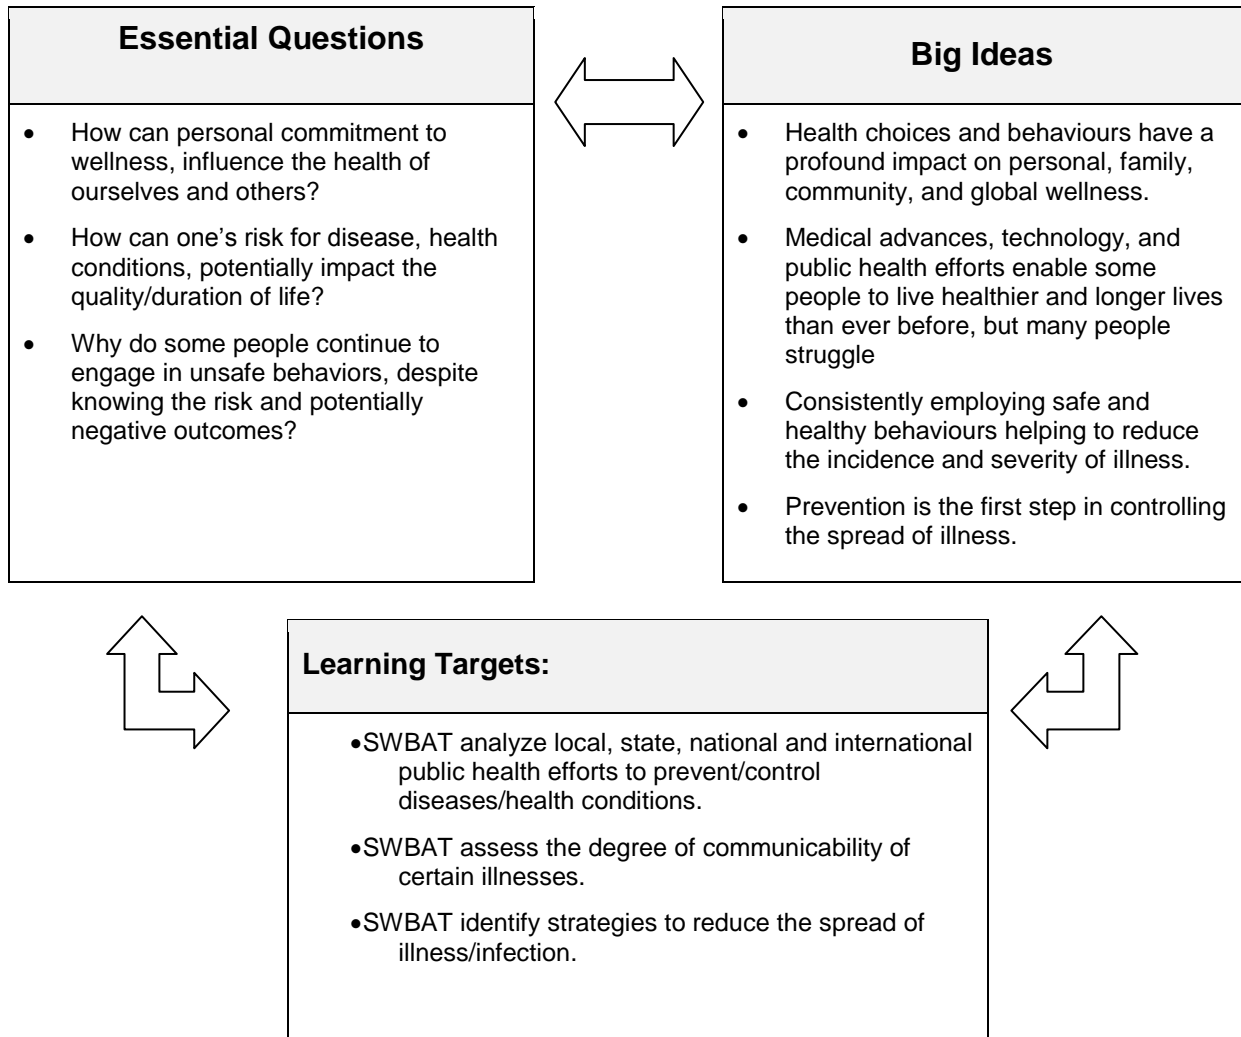 Essential Questions
• How can personal commitment to
wellness, influence the health of
ourselves and others?
• How can one's risk for disease, health
conditions, potentially impact the
quality/duration of life?
• Why do some people continue to
engage in unsafe behaviors, despite
knowing the risk and potentially
negative outcomes?
Big Ideas
• Health choices and behaviours have a
profound impact on personal, family,
community, and global wellness.
• Medical advances, technology, and
public health efforts enable some
people to live healthier and longer lives
than ever before, but many people
struggle
• Consistently employing safe and
healthy behaviours helping to reduce
the incidence and severity of illness.
• Prevention is the first step in controlling
the spread of illness.
Learning Targets:
•SWBAT analyze local, state, national and international
public health efforts to prevent/control
diseases/health conditions.
•SWBAT assess the degree of communicability of
certain illnesses.
•SWBAT identify strategies to reduce the spread of
illness/infection.